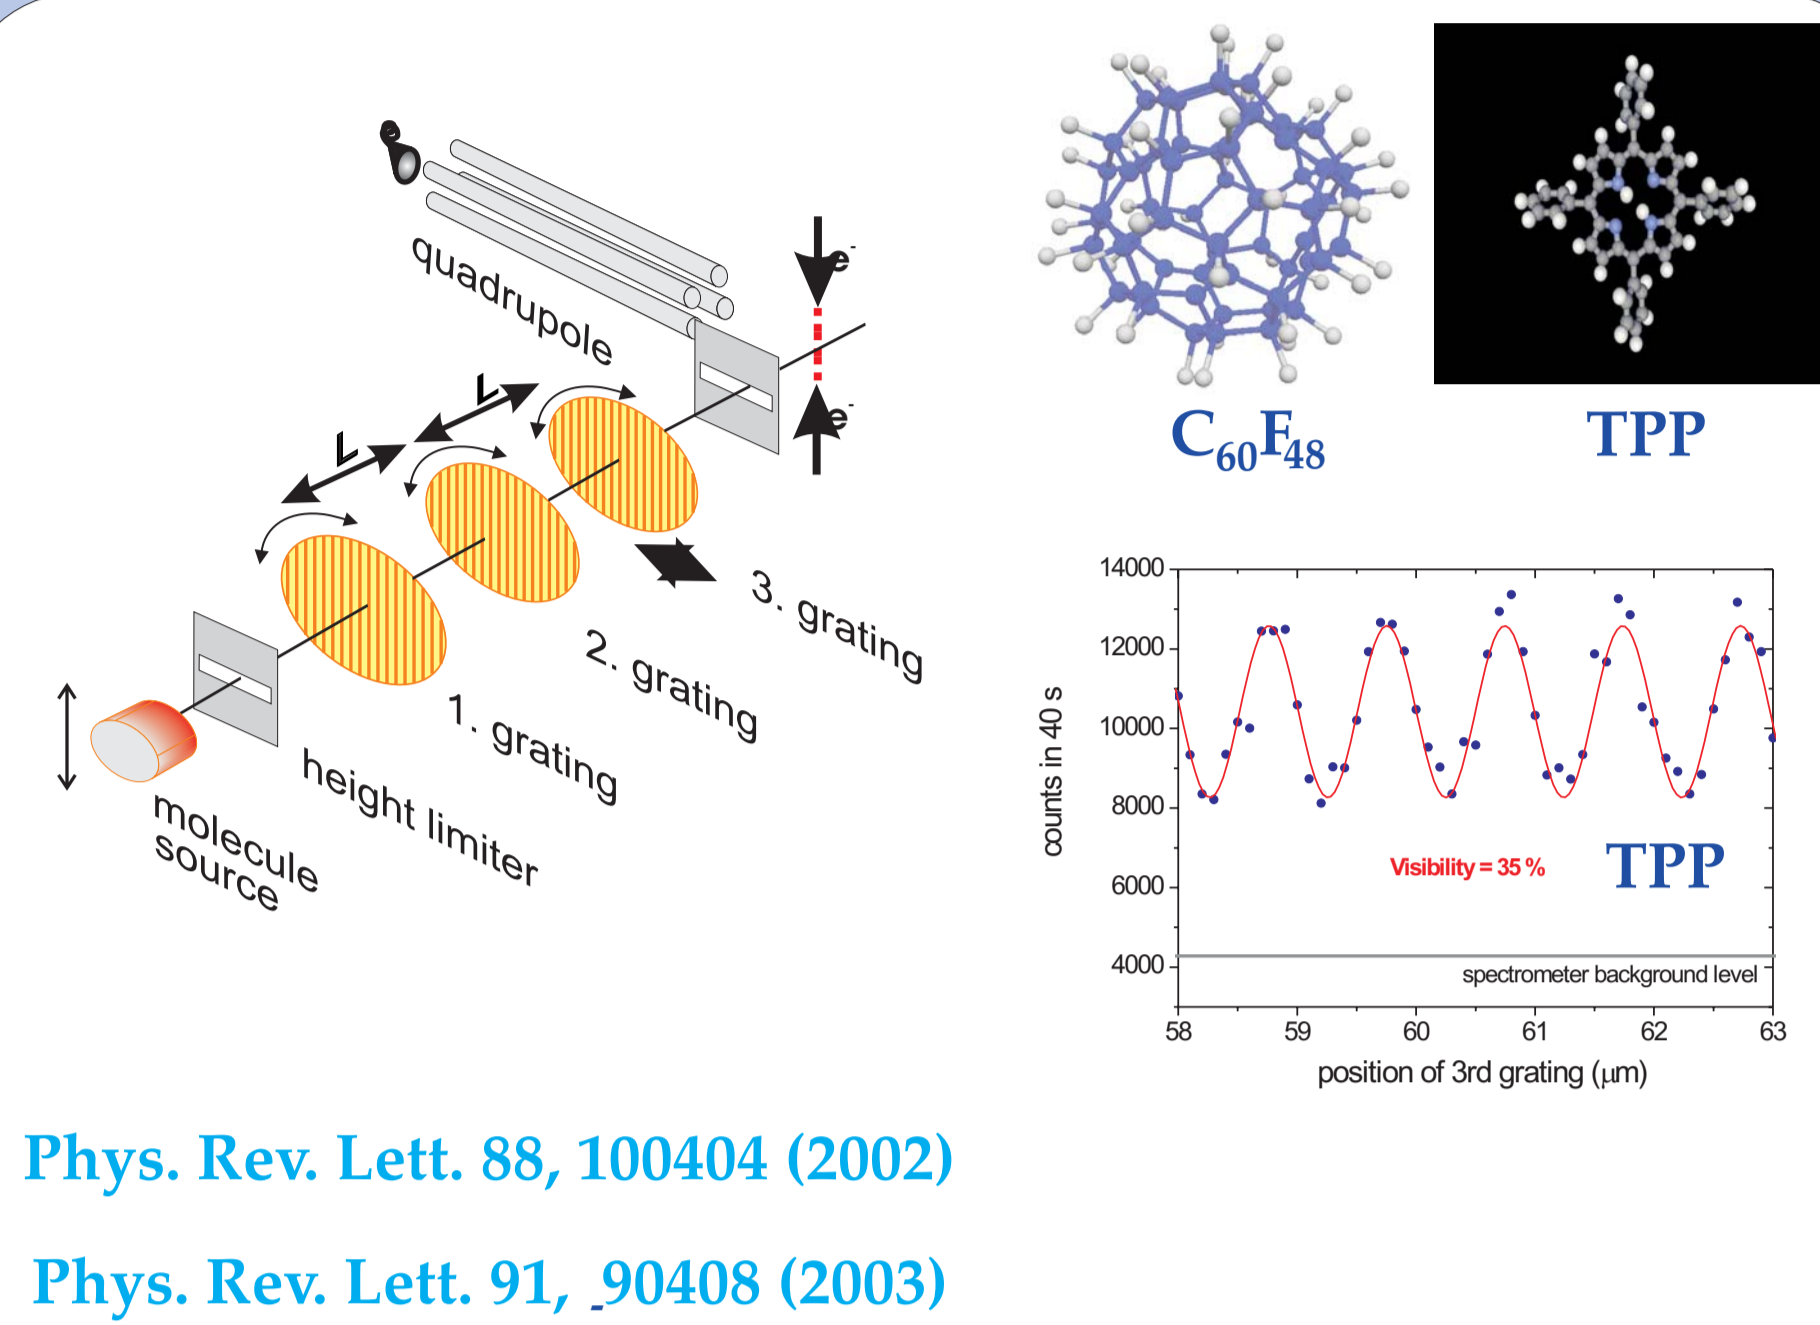 quadrupole
e-
e-
L
L
3. grating
2. grating
1. grating
height limiter
molecule
source
C60F48
TPP
14000
12000
10000
8000
6000
4000
counts in 40 s
Visibility = 35 %
TPP
spectrometer background level
58 59 60 61 62 63
position of 3rd grating (μm)
Phys. Rev. Lett. 88, 100404 (2002)
Phys. Rev. Lett. 91, _90408 (2003)